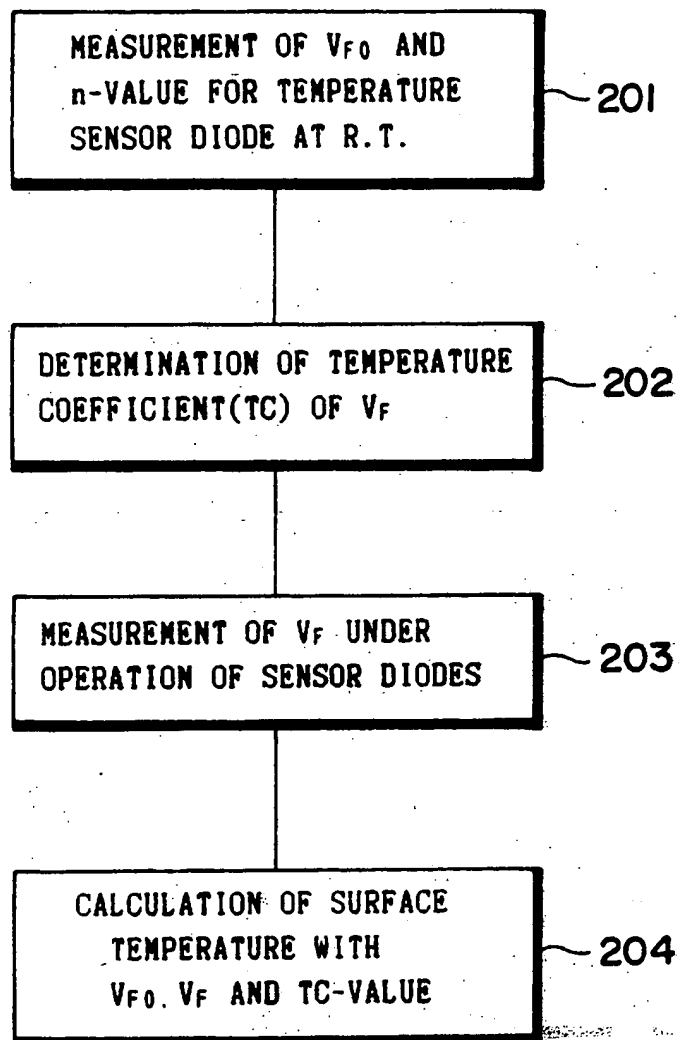 MEASUREMENT OF VF0 AND
n-VALUE FOR TEMPERATURE
SENSOR DIODE AT R.T.
201
DETERMINATION OF TEMPERATURE
COEFFICIENT(TC) OF VF
202
MEASUREMENT OF VF UNDER
OPERATION OF SENSOR DIODES
203
CALCULATION OF SURFACE
TEMPERATURE WITH
VF0. VF AND TC-VALUE
204